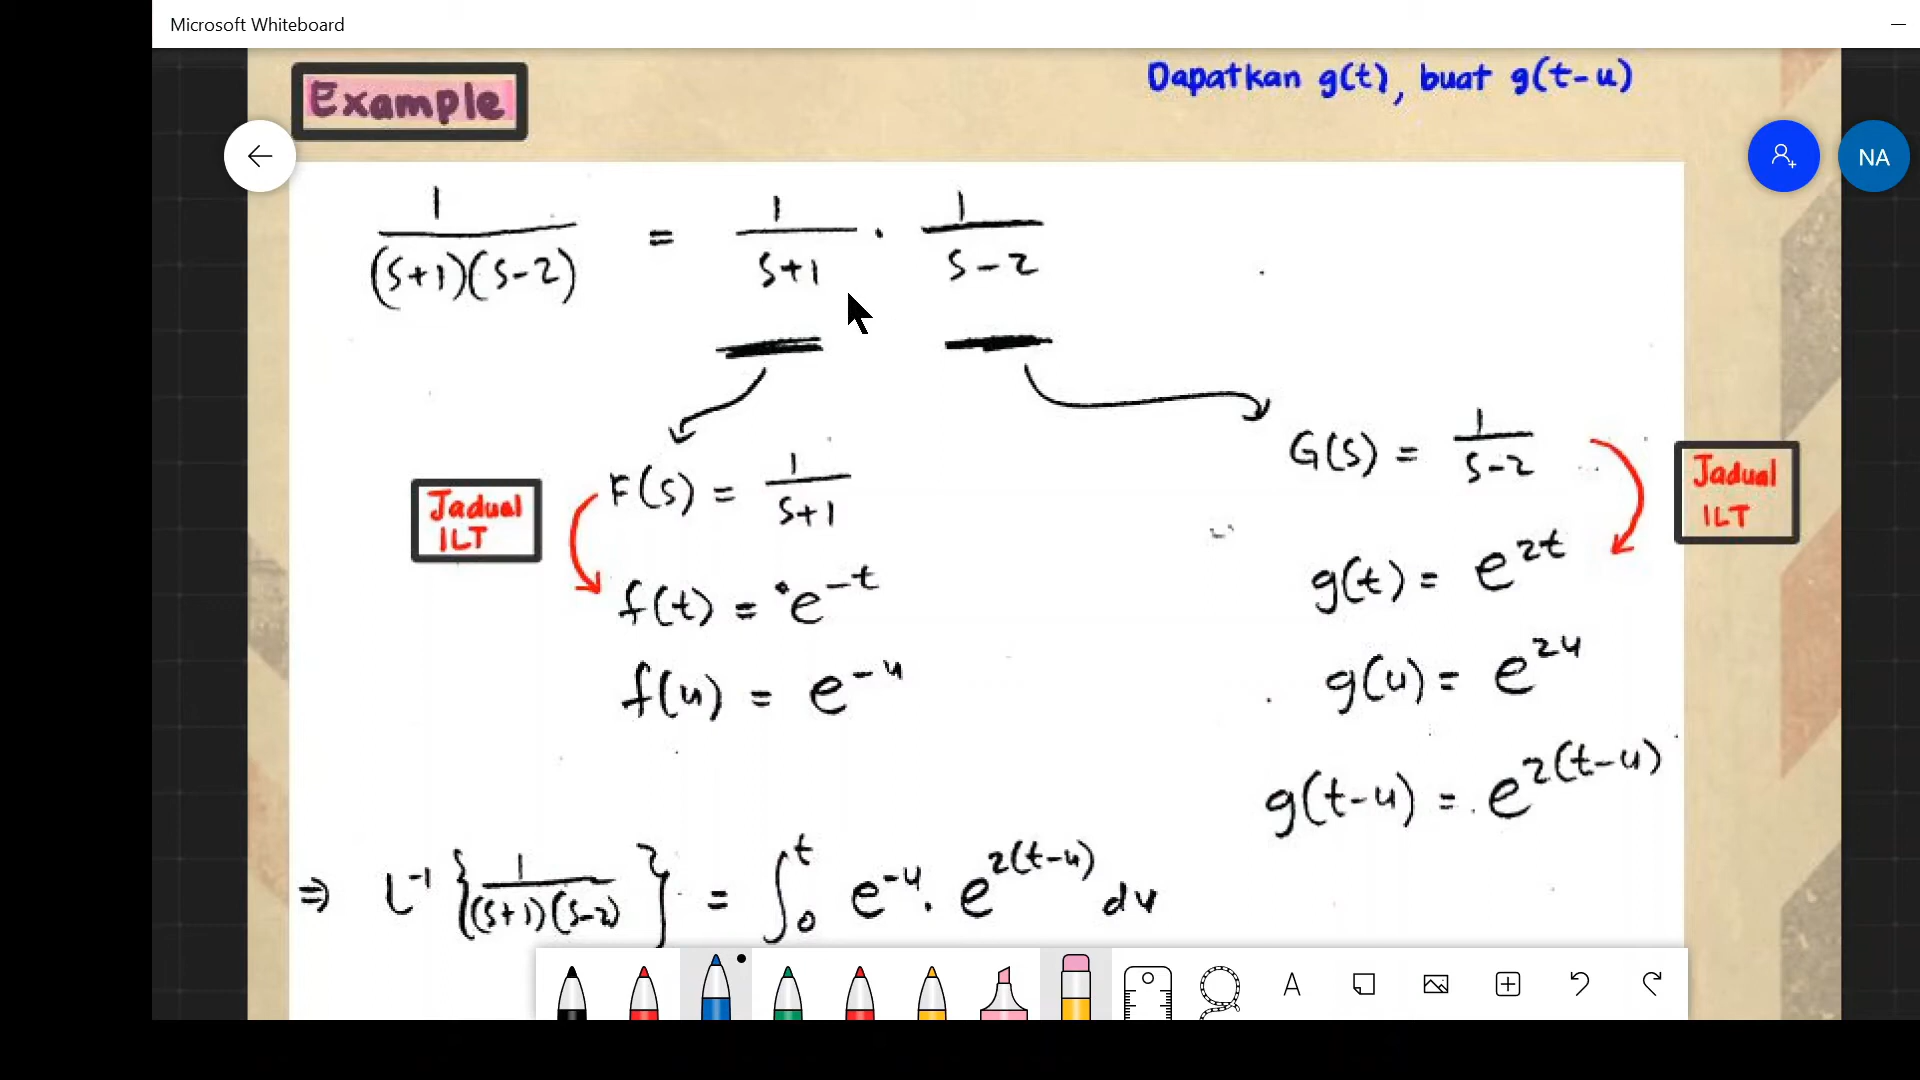 Microsoft Whiteboard
Example
Dapatkan g(t), buat g(t-u)
NA
1/((s+1)(s-2)) = 1/(s+1) · 1/(s-2)
F(s) = 1/(s+1)
G(s) = 1/(s-2)
Jadual
ILT
Jadual
ILT
f(t) = e^{-t}
g(t) = e^{2t}
f(u) = e^{-u}
g(u) = e^{2u}
g(t-u) = e^{2(t-u)}
⇒ L^{-1} {1/((s+1)(s-2))} = ∫_0^t e^{-u} . e^{2(t-u)} du
A